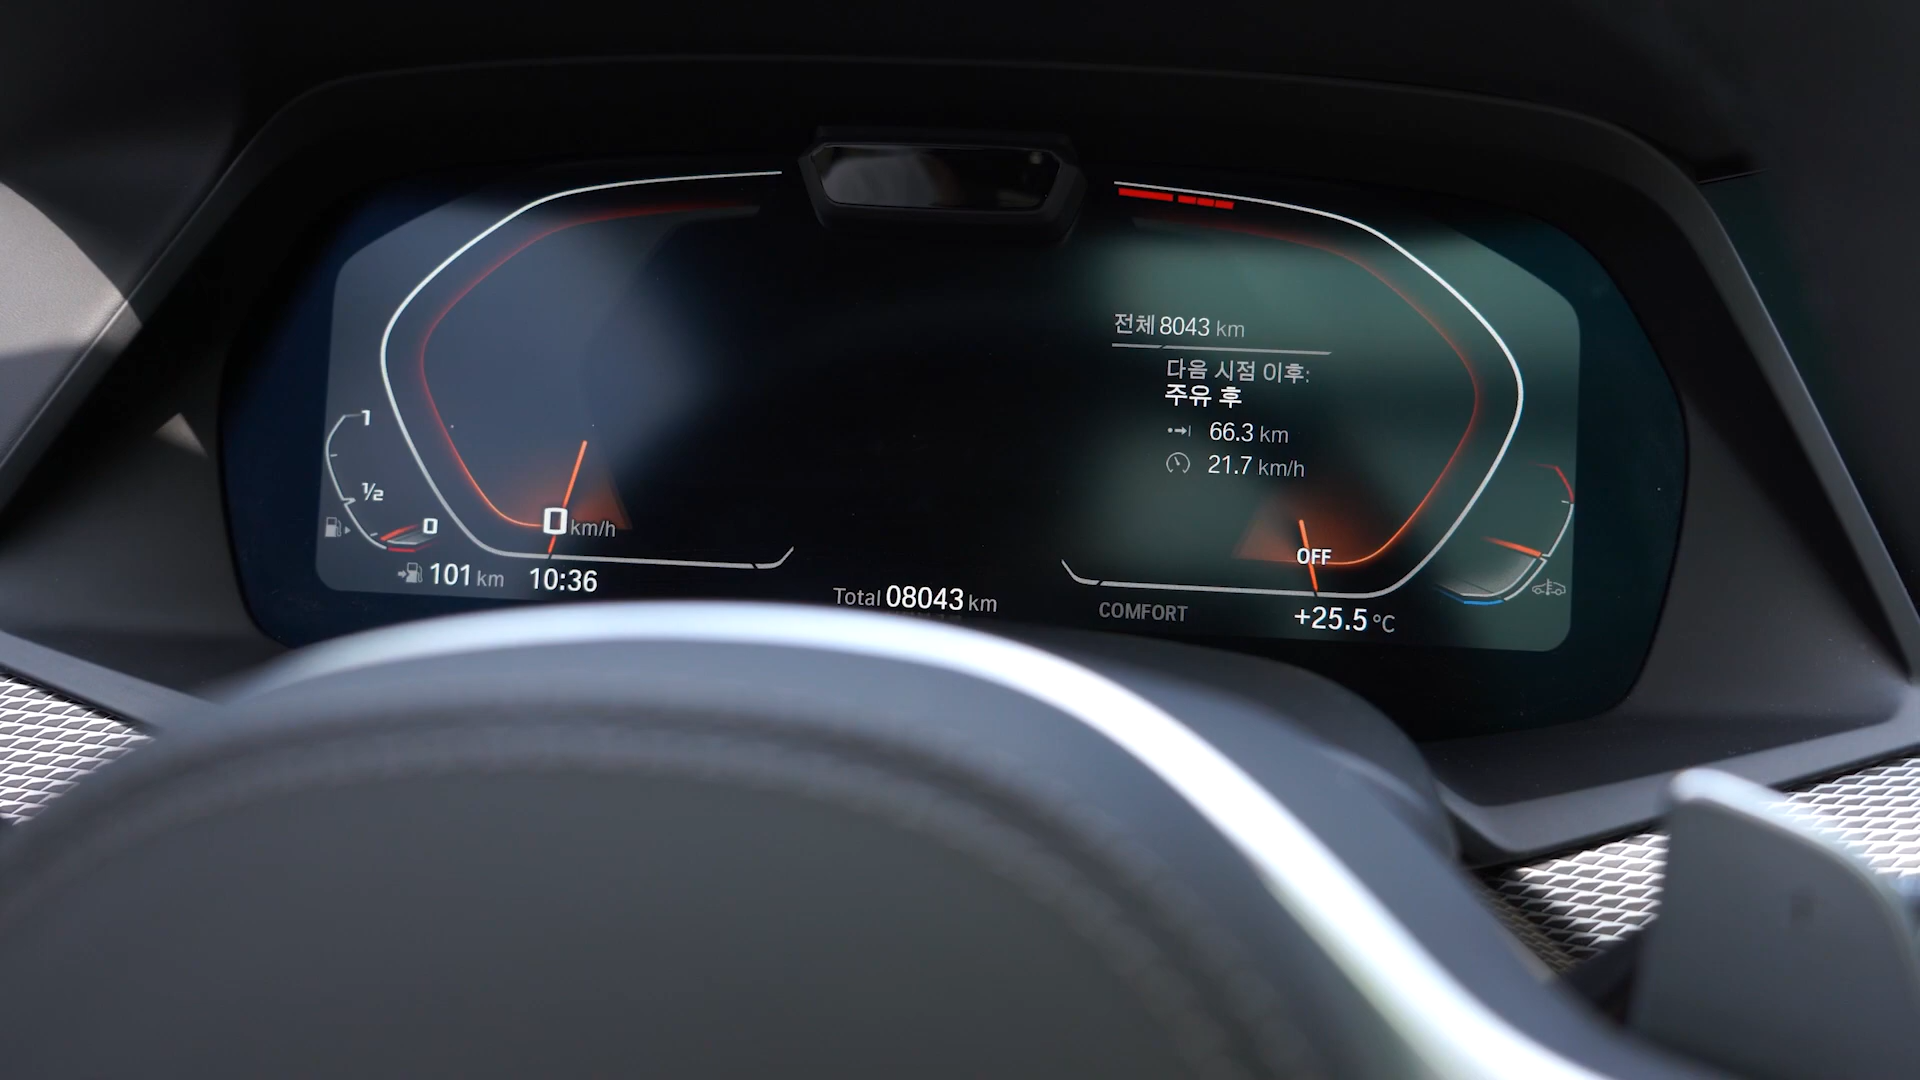 전체 8043 km
다음 시점 이후:
주유 후
66.3 km
21.7 km/h
1
1/2
0
0 km/h
OFF
101 km
10:36
Total 08043 km
COMFORT
+25.5 °C